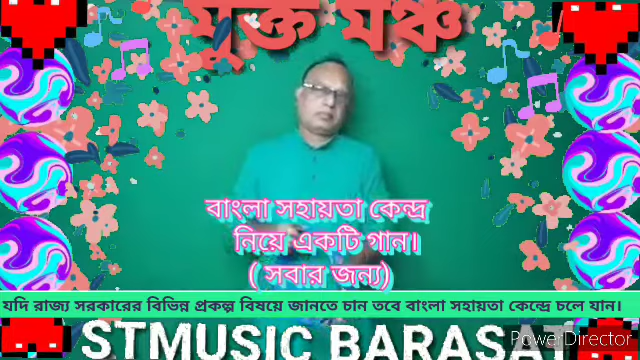 মুক্ত মঞ্চ
বাংলা সহায়তা কেন্দ্র
নিয়ে একটি গান।
( সবার জন্য)
যদি রাজ্য সরকারের বিভিন্ন প্রকল্প বিষয়ে জানতে চান তবে বাংলা সহায়তা কেন্দ্রে চলে যান।
STMUSIC BARASAT
PowerDirector